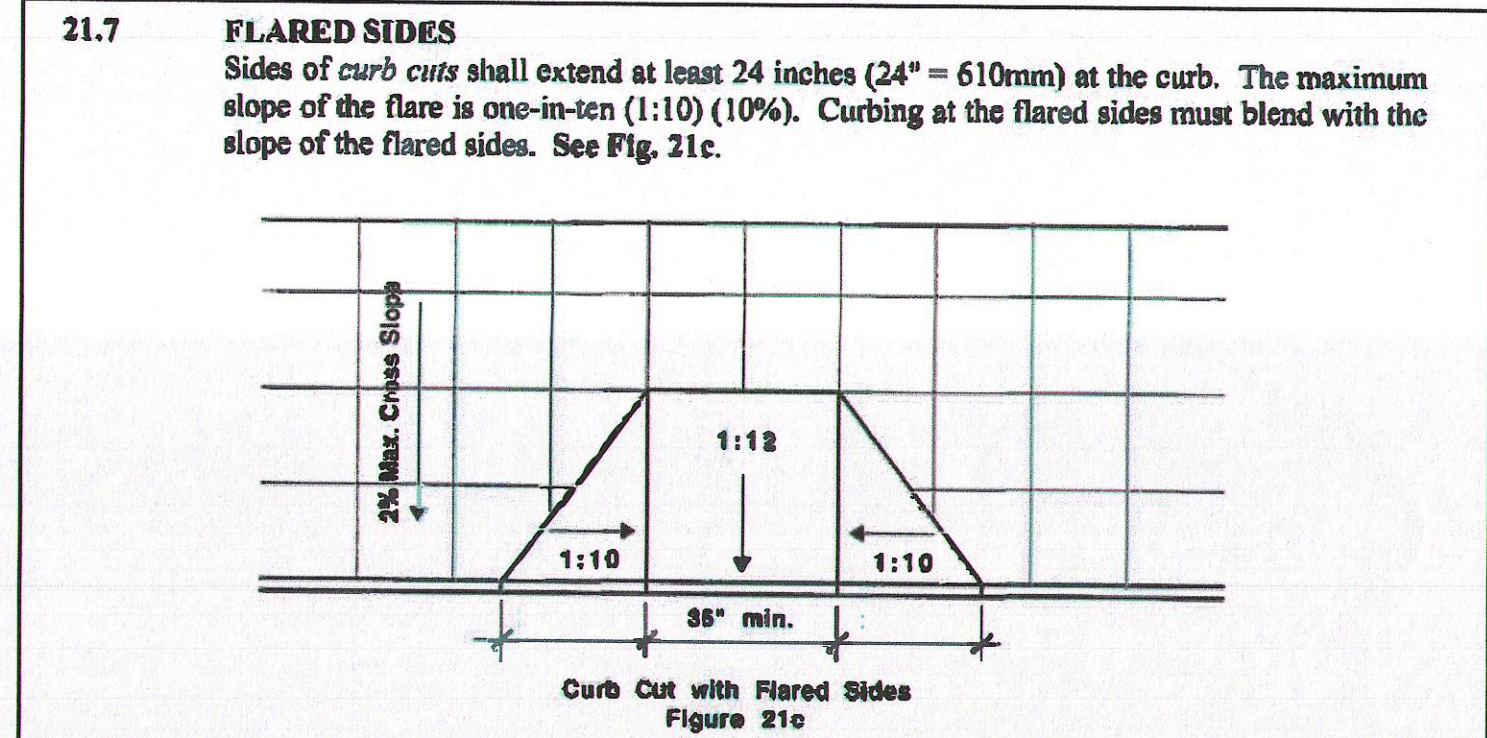 21.7 FLARED SIDES
Sides of curb cuts shall extend at least 24 inches (24" = 610mm) at the curb. The maximum
slope of the flare is one-in-ten (1:10) (10%). Curbing at the flared sides must blend with the
slope of the flared sides. See Fig. 21c.
2% Max. Cross Slope
1:12
1:10
1:10
36" min.
Curb Cut with Flared Sides
Figure 21c